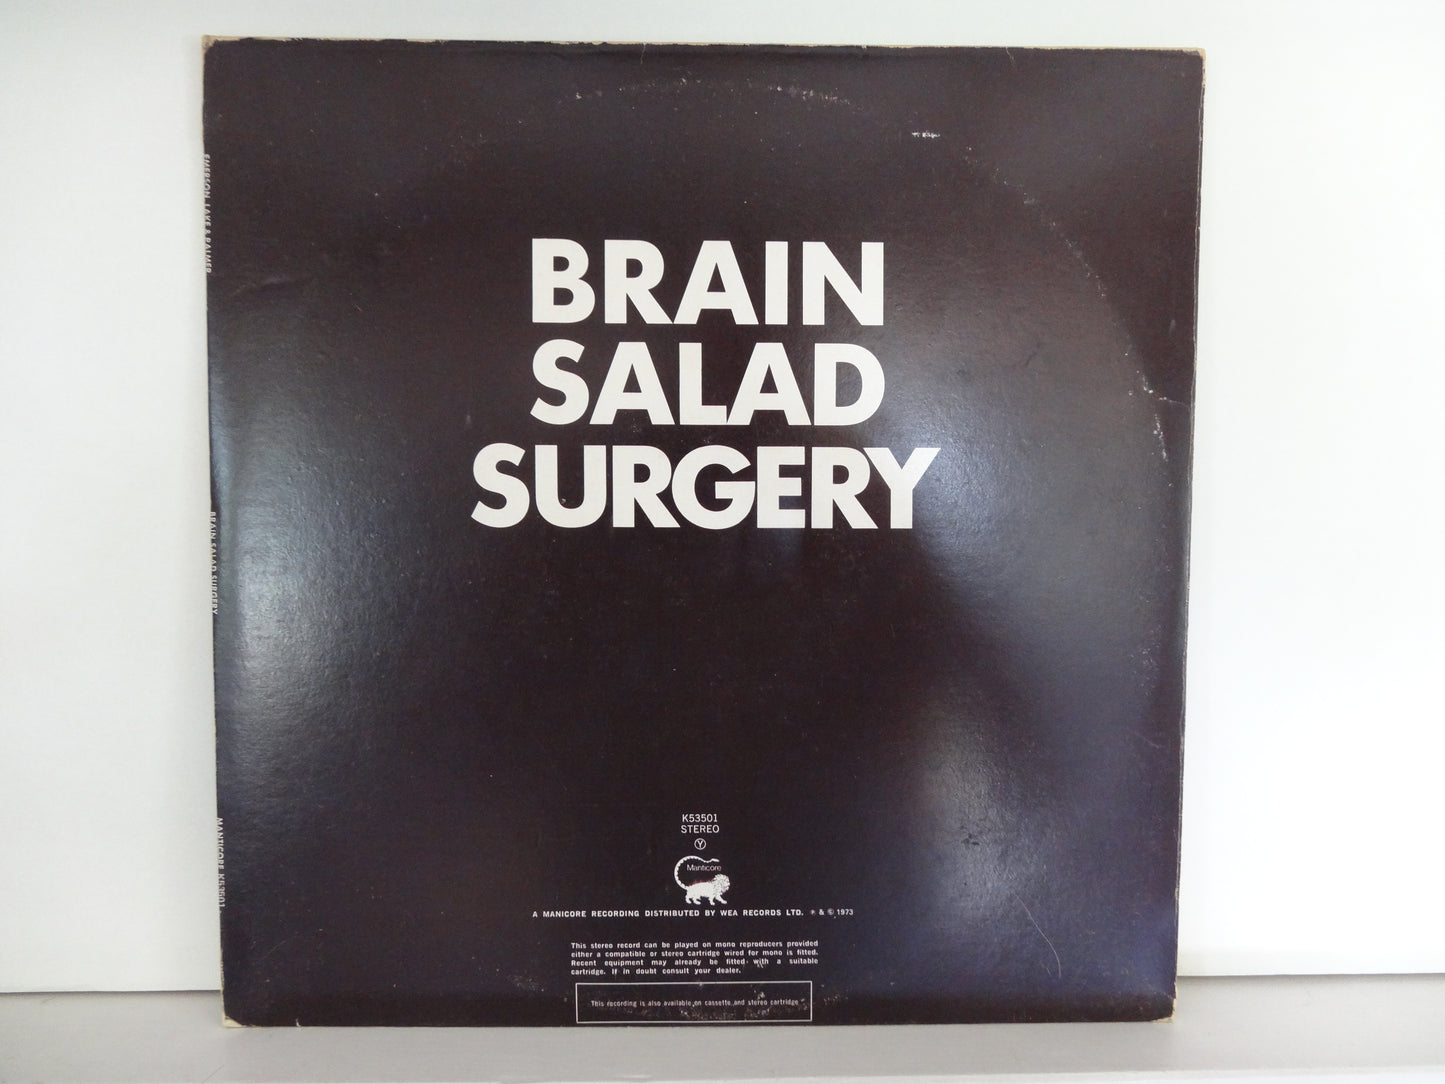 BRAIN
SALAD
SURGERY
EMERSON, LAKE & PALMER
BRAIN SALAD SURGERY
MANTICORE K53501
K53501
STEREO
Y
Manticore
A MANICORE RECORDING DISTRIBUTED BY WEA RECORDS LTD. ℗ & © 1973
This stereo record can be played on mono reproducers provided
either a compatible or stereo cartridge wired for mono is fitted.
Recent equipment may already be fitted with a suitable
cartridge. If in doubt consult your dealer.
This recording is also available on cassette and stereo cartridge